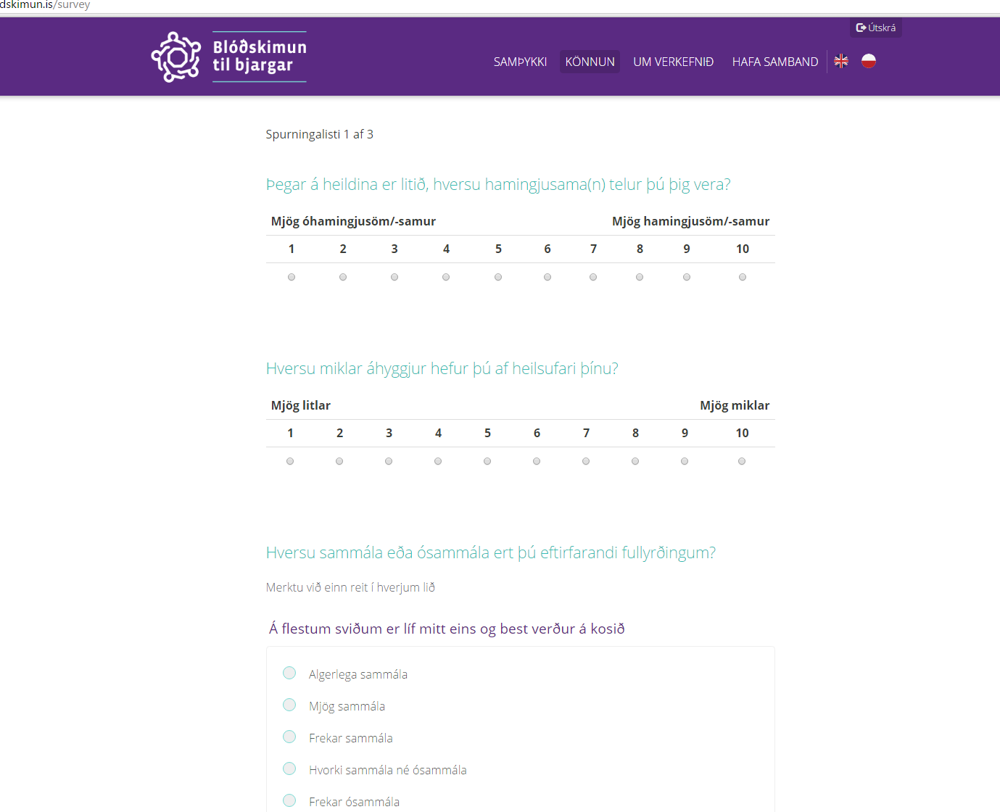 dskimun.is/survey
Útskrá
Blóðskimun
til bjargar
SAMÞYKKI KÖNNUN UM VERKEFNIÐ HAFA SAMBAND
Spurningalisti 1 af 3
Þegar á heildina er litið, hversu hamingjusama(n) telur þú þig vera?
Mjög óhamingjusöm/-samur Mjög hamingjusöm/-samur
1 2 3 4 5 6 7 8 9 10
Hversu miklar áhyggjur hefur þú af heilsufari þínu?
Mjög litlar Mjög miklar
1 2 3 4 5 6 7 8 9 10
Hversu sammála eða ósammála ert þú eftirfarandi fullyrðingum?
Merktu við einn reit í hverjum lið
Á flestum sviðum er líf mitt eins og best verður á kosið
Algerlega sammála
Mjög sammála
Frekar sammála
Hvorki sammála né ósammála
Frekar ósammála